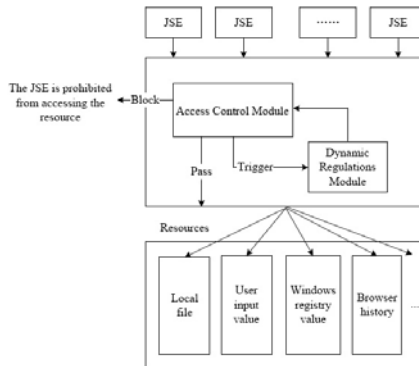 JSE
JSE
......
JSE
The JSE is prohibited
from accessing the
resource
Block
Access Control Module
Pass
Trigger
Dynamic
Regulations
Module
Resources
Local
file
User
input
value
Windows
registry
value
Browser
history
...